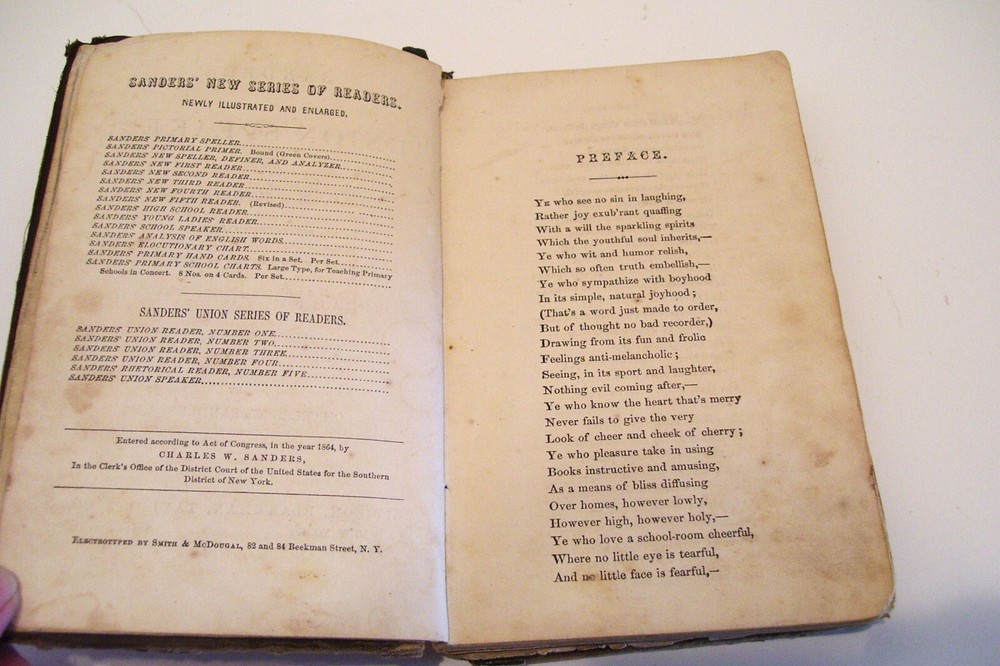 SANDERS' NEW SERIES OF READERS.
NEWLY ILLUSTRATED AND ENLARGED.
SANDERS' PRIMARY SPELLER
SANDERS' PICTORIAL PRIMER. Bound (Green Covers)
SANDERS' NEW SPELLER, DEFINER, AND ANALYZER
SANDERS' NEW FIRST READER
SANDERS' NEW SECOND READER
SANDERS' NEW THIRD READER
SANDERS' NEW FOURTH READER
SANDERS' NEW FIFTH READER. (Revised)
SANDERS' HIGH SCHOOL READER
SANDERS' YOUNG LADIES' READER
SANDERS' SCHOOL SPEAKER
SANDERS' ANALYSIS OF ENGLISH WORDS
SANDERS' ELOCUTIONARY CHART
SANDERS' PRIMARY HAND CARDS. Six in a Set. Per Set
SANDERS' PRIMARY SCHOOL CHARTS. Large Type, for Teaching Primary
Schools in Concert. 8 Nos. on 4 Cards. Per Set
SANDERS' UNION SERIES OF READERS.
SANDERS' UNION READER, NUMBER ONE
SANDERS' UNION READER, NUMBER TWO
SANDERS' UNION READER, NUMBER THREE
SANDERS' UNION READER, NUMBER FOUR
SANDERS' RHETORICAL READER, NUMBER FIVE
SANDERS' UNION SPEAKER
Entered according to Act of Congress, in the year 1864, by
CHARLES W. SANDERS,
In the Clerk's Office of the District Court of the United States for the Southern
District of New York.
ELECTROTYPED BY SMITH & McDOUGAL, 82 and 84 Beekman Street, N. Y.
PREFACE.
YE who see no sin in laughing,
Rather joy exub'rant quaffing
With a will the sparkling spirits
Which the youthful soul inherits,—
Ye who wit and humor relish,
Which so often truth embellish,—
Ye who sympathize with boyhood
In its simple, natural joyhood;
(That's a word just made to order,
But of thought no bad recorder,)
Drawing from its fun and frolic
Feelings anti-melancholic;
Seeing, in its sport and laughter,
Nothing evil coming after,—
Ye who know the heart that's merry
Never fails to give the very
Look of cheer and cheek of cherry;
Ye who pleasure take in using
Books instructive and amusing,
As a means of bliss diffusing
Over homes, however lowly,
However high, however holy,—
Ye who love a school-room cheerful,
Where no little eye is tearful,
And no little face is fearful,—